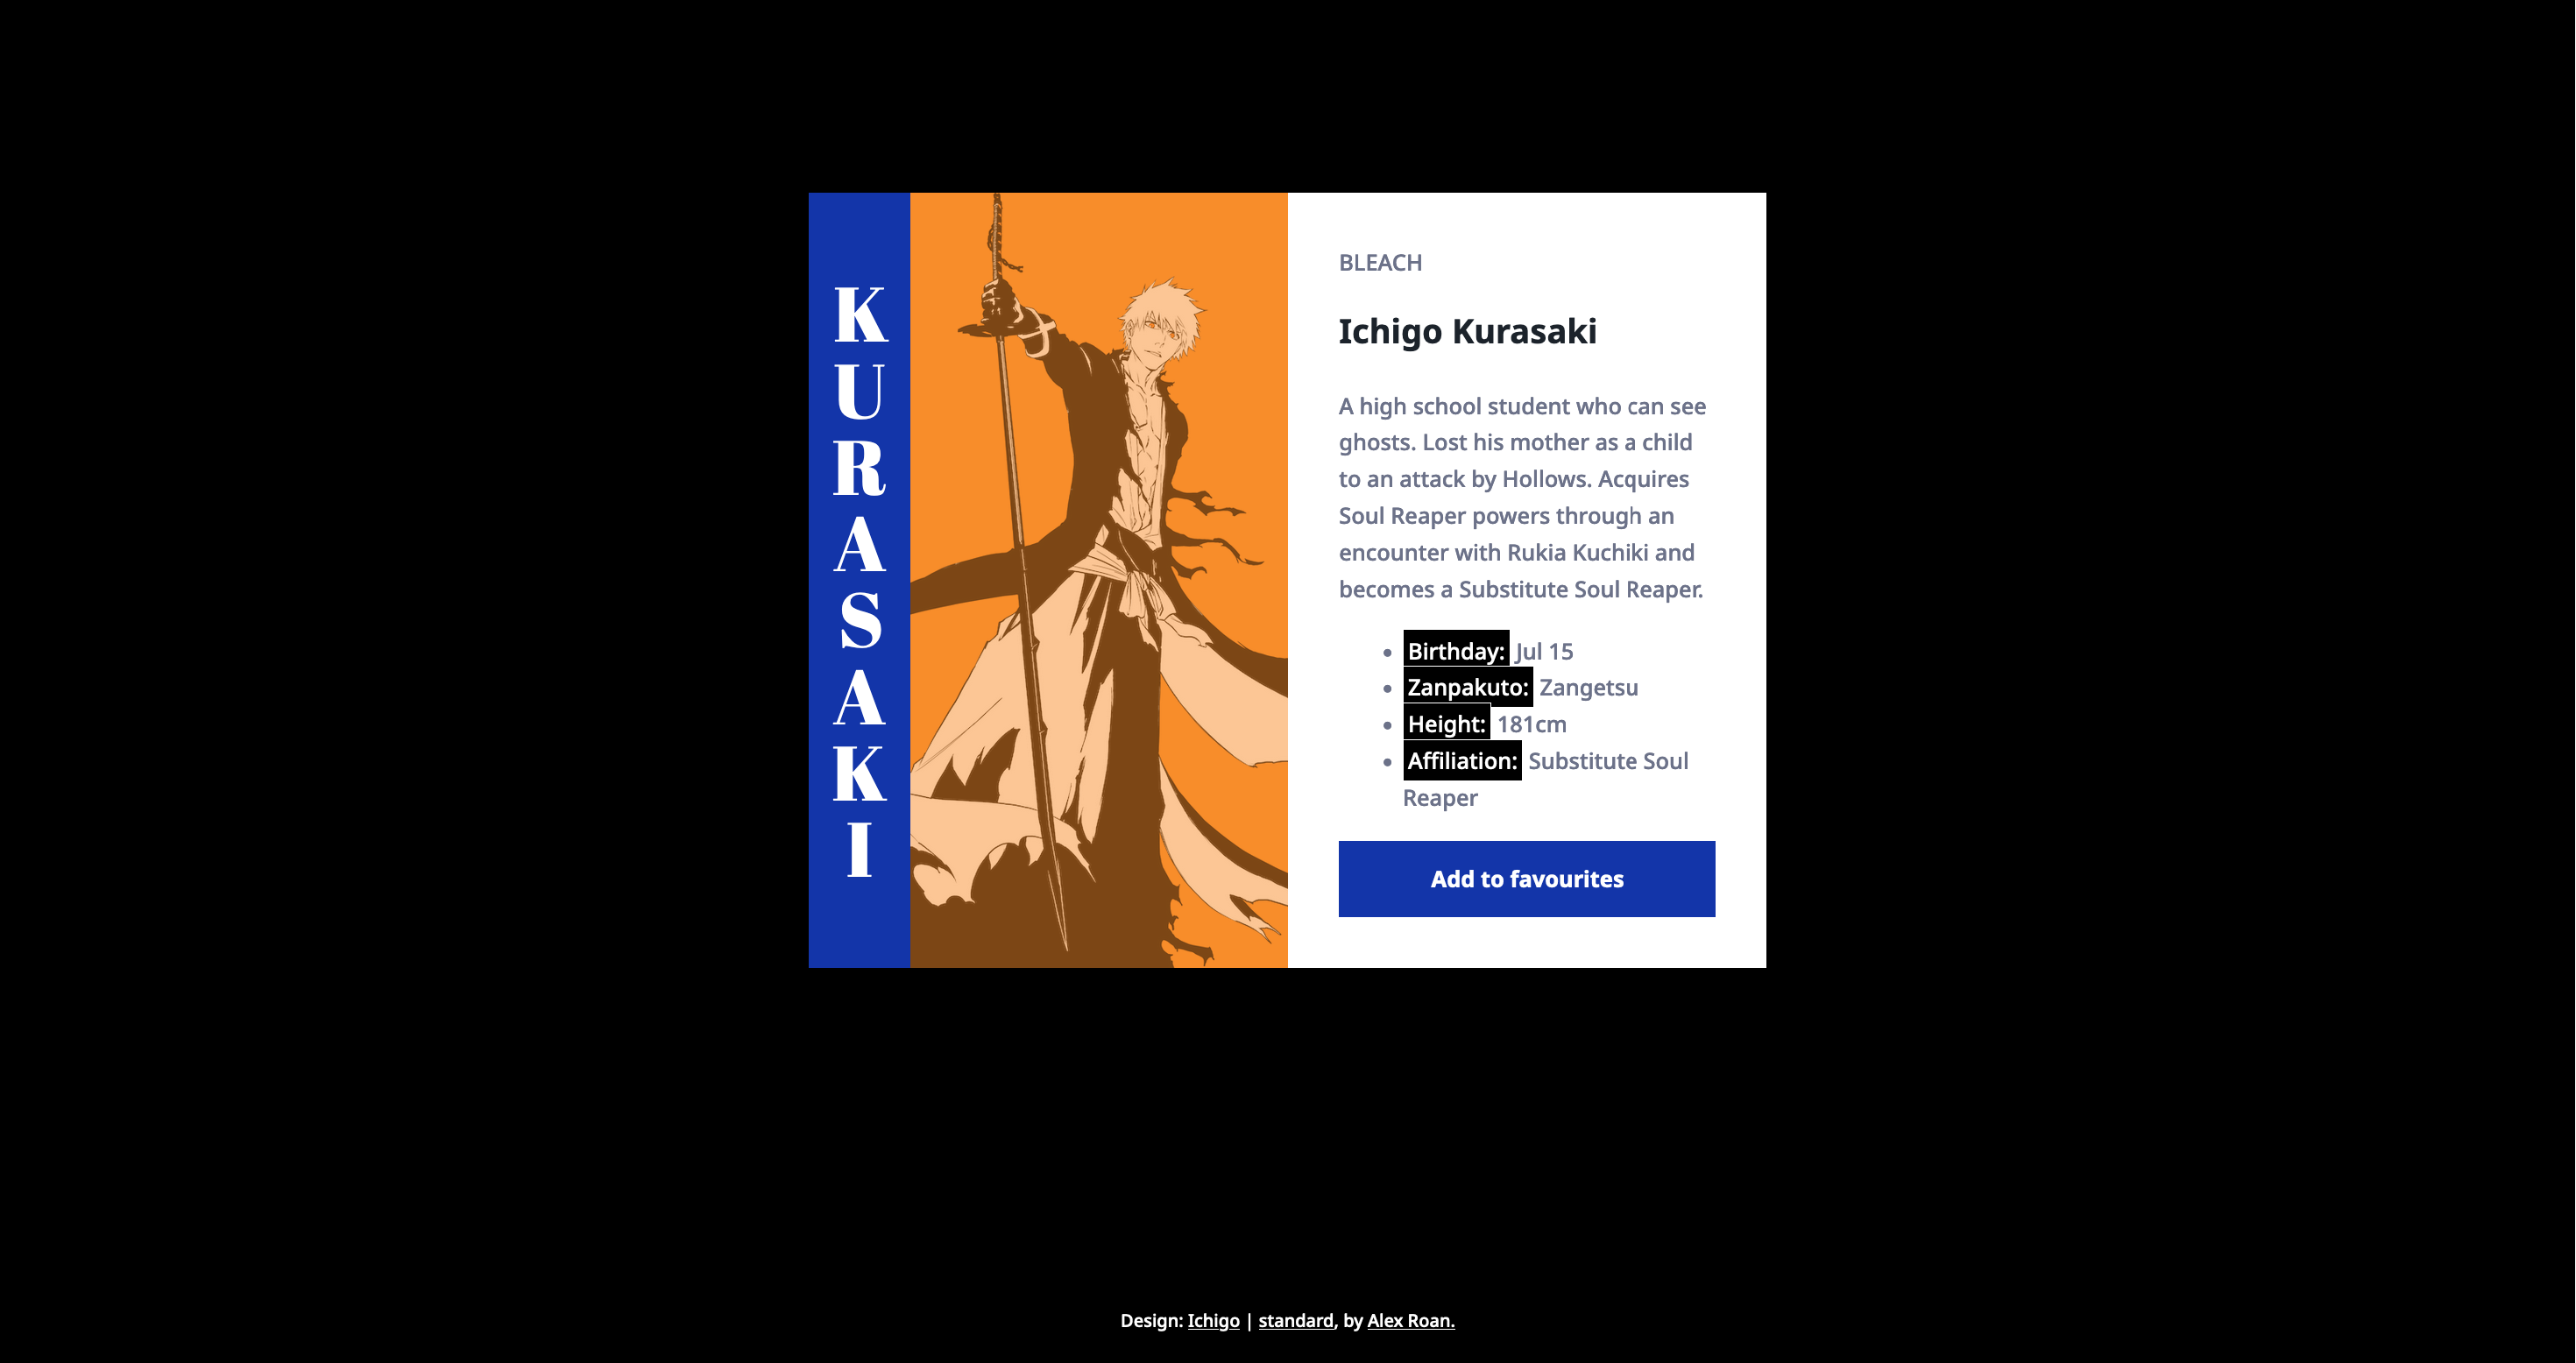 KURASAKI
BLEACH
Ichigo Kurasaki
A high school student who can see
ghosts. Lost his mother as a child
to an attack by Hollows. Acquires
Soul Reaper powers through an
encounter with Rukia Kuchiki and
becomes a Substitute Soul Reaper.
• Birthday: Jul 15
• Zanpakuto: Zangetsu
• Height: 181cm
• Affiliation: Substitute Soul
Reaper
Add to favourites
Design: Ichigo | standard, by Alex Roan.